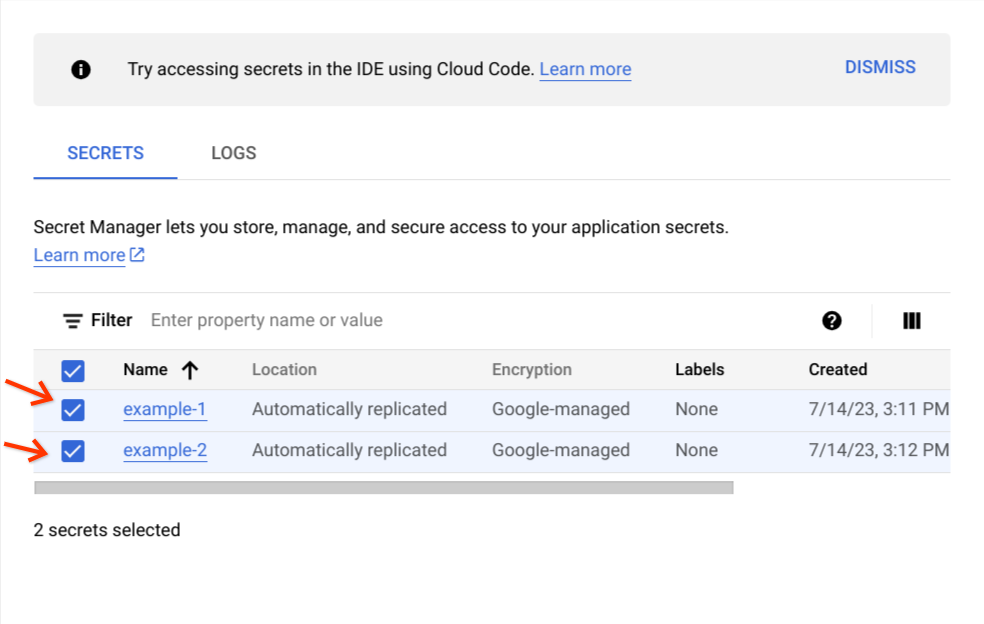 Try accessing secrets in the IDE using Cloud Code. Learn more DISMISS
SECRETS LOGS
Secret Manager lets you store, manage, and secure access to your application secrets.
Learn more
Filter Enter property name or value
Name Location Encryption Labels Created
example-1 Automatically replicated Google-managed None 7/14/23, 3:11 PM
example-2 Automatically replicated Google-managed None 7/14/23, 3:12 PM
2 secrets selected